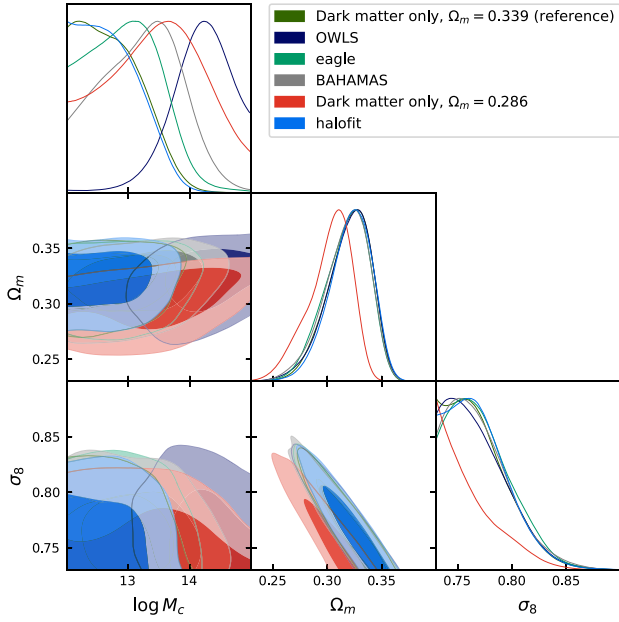 Dark matter only, Ωm = 0.339 (reference)
OWLS
eagle
BAHAMAS
Dark matter only, Ωm = 0.286
halofit
0.35
0.30
0.25
Ωm
0.85
0.80
0.75
σ8
13 14
0.25 0.30 0.35
0.75 0.80 0.85
log Mc
Ωm
σ8